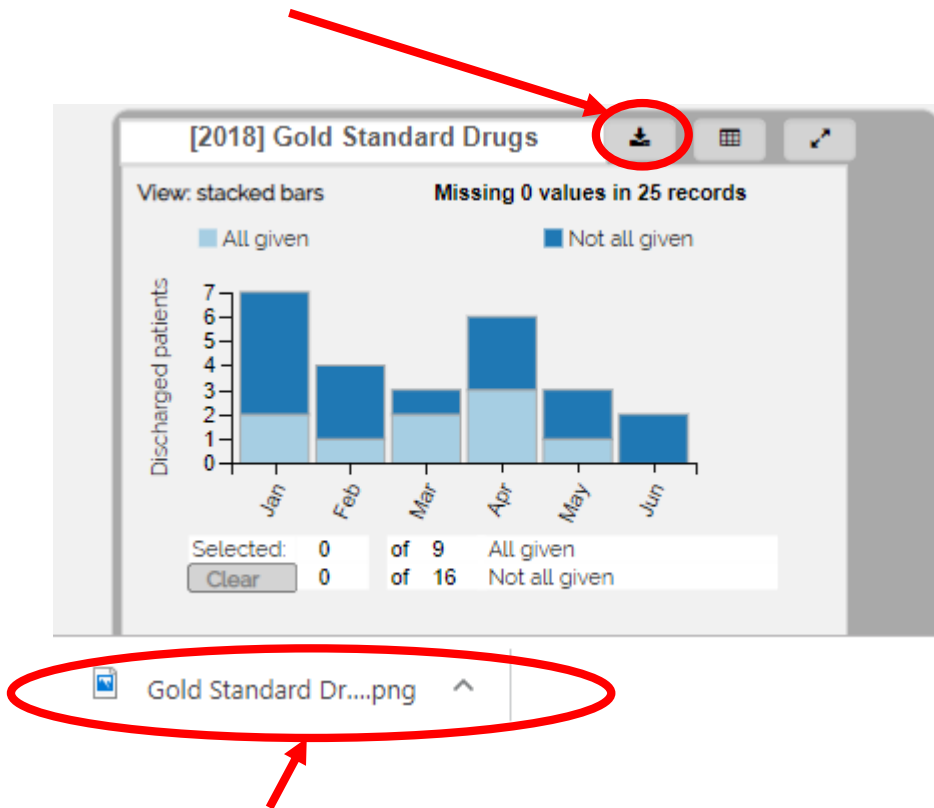 [2018] Gold Standard Drugs
View: stacked bars Missing 0 values in 25 records
All given Not all given
Discharged patients
7
6
5
4
3
2
1
0
Jan Feb Mar Apr May Jun
Selected: 0 of 9 All given
Clear 0 of 16 Not all given
Gold Standard Dr....png